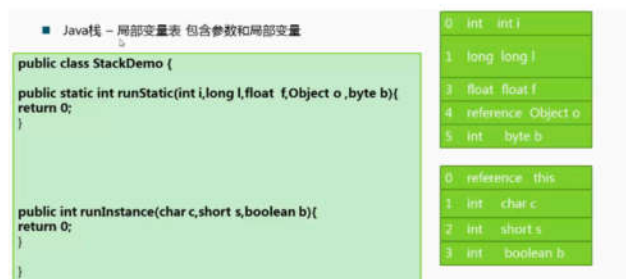 Java栈 – 局部变量表 包含参数和局部变量
public class StackDemo {
public static int runStatic(int i,long l,float f,Object o ,byte b){
return 0;
}
public int runInstance(char c,short s,boolean b){
return 0;
}
}
0 int int i
1 long long l
3 float float f
4 reference Object o
5 int byte b
0 reference this
1 int char c
2 int short s
3 int boolean b